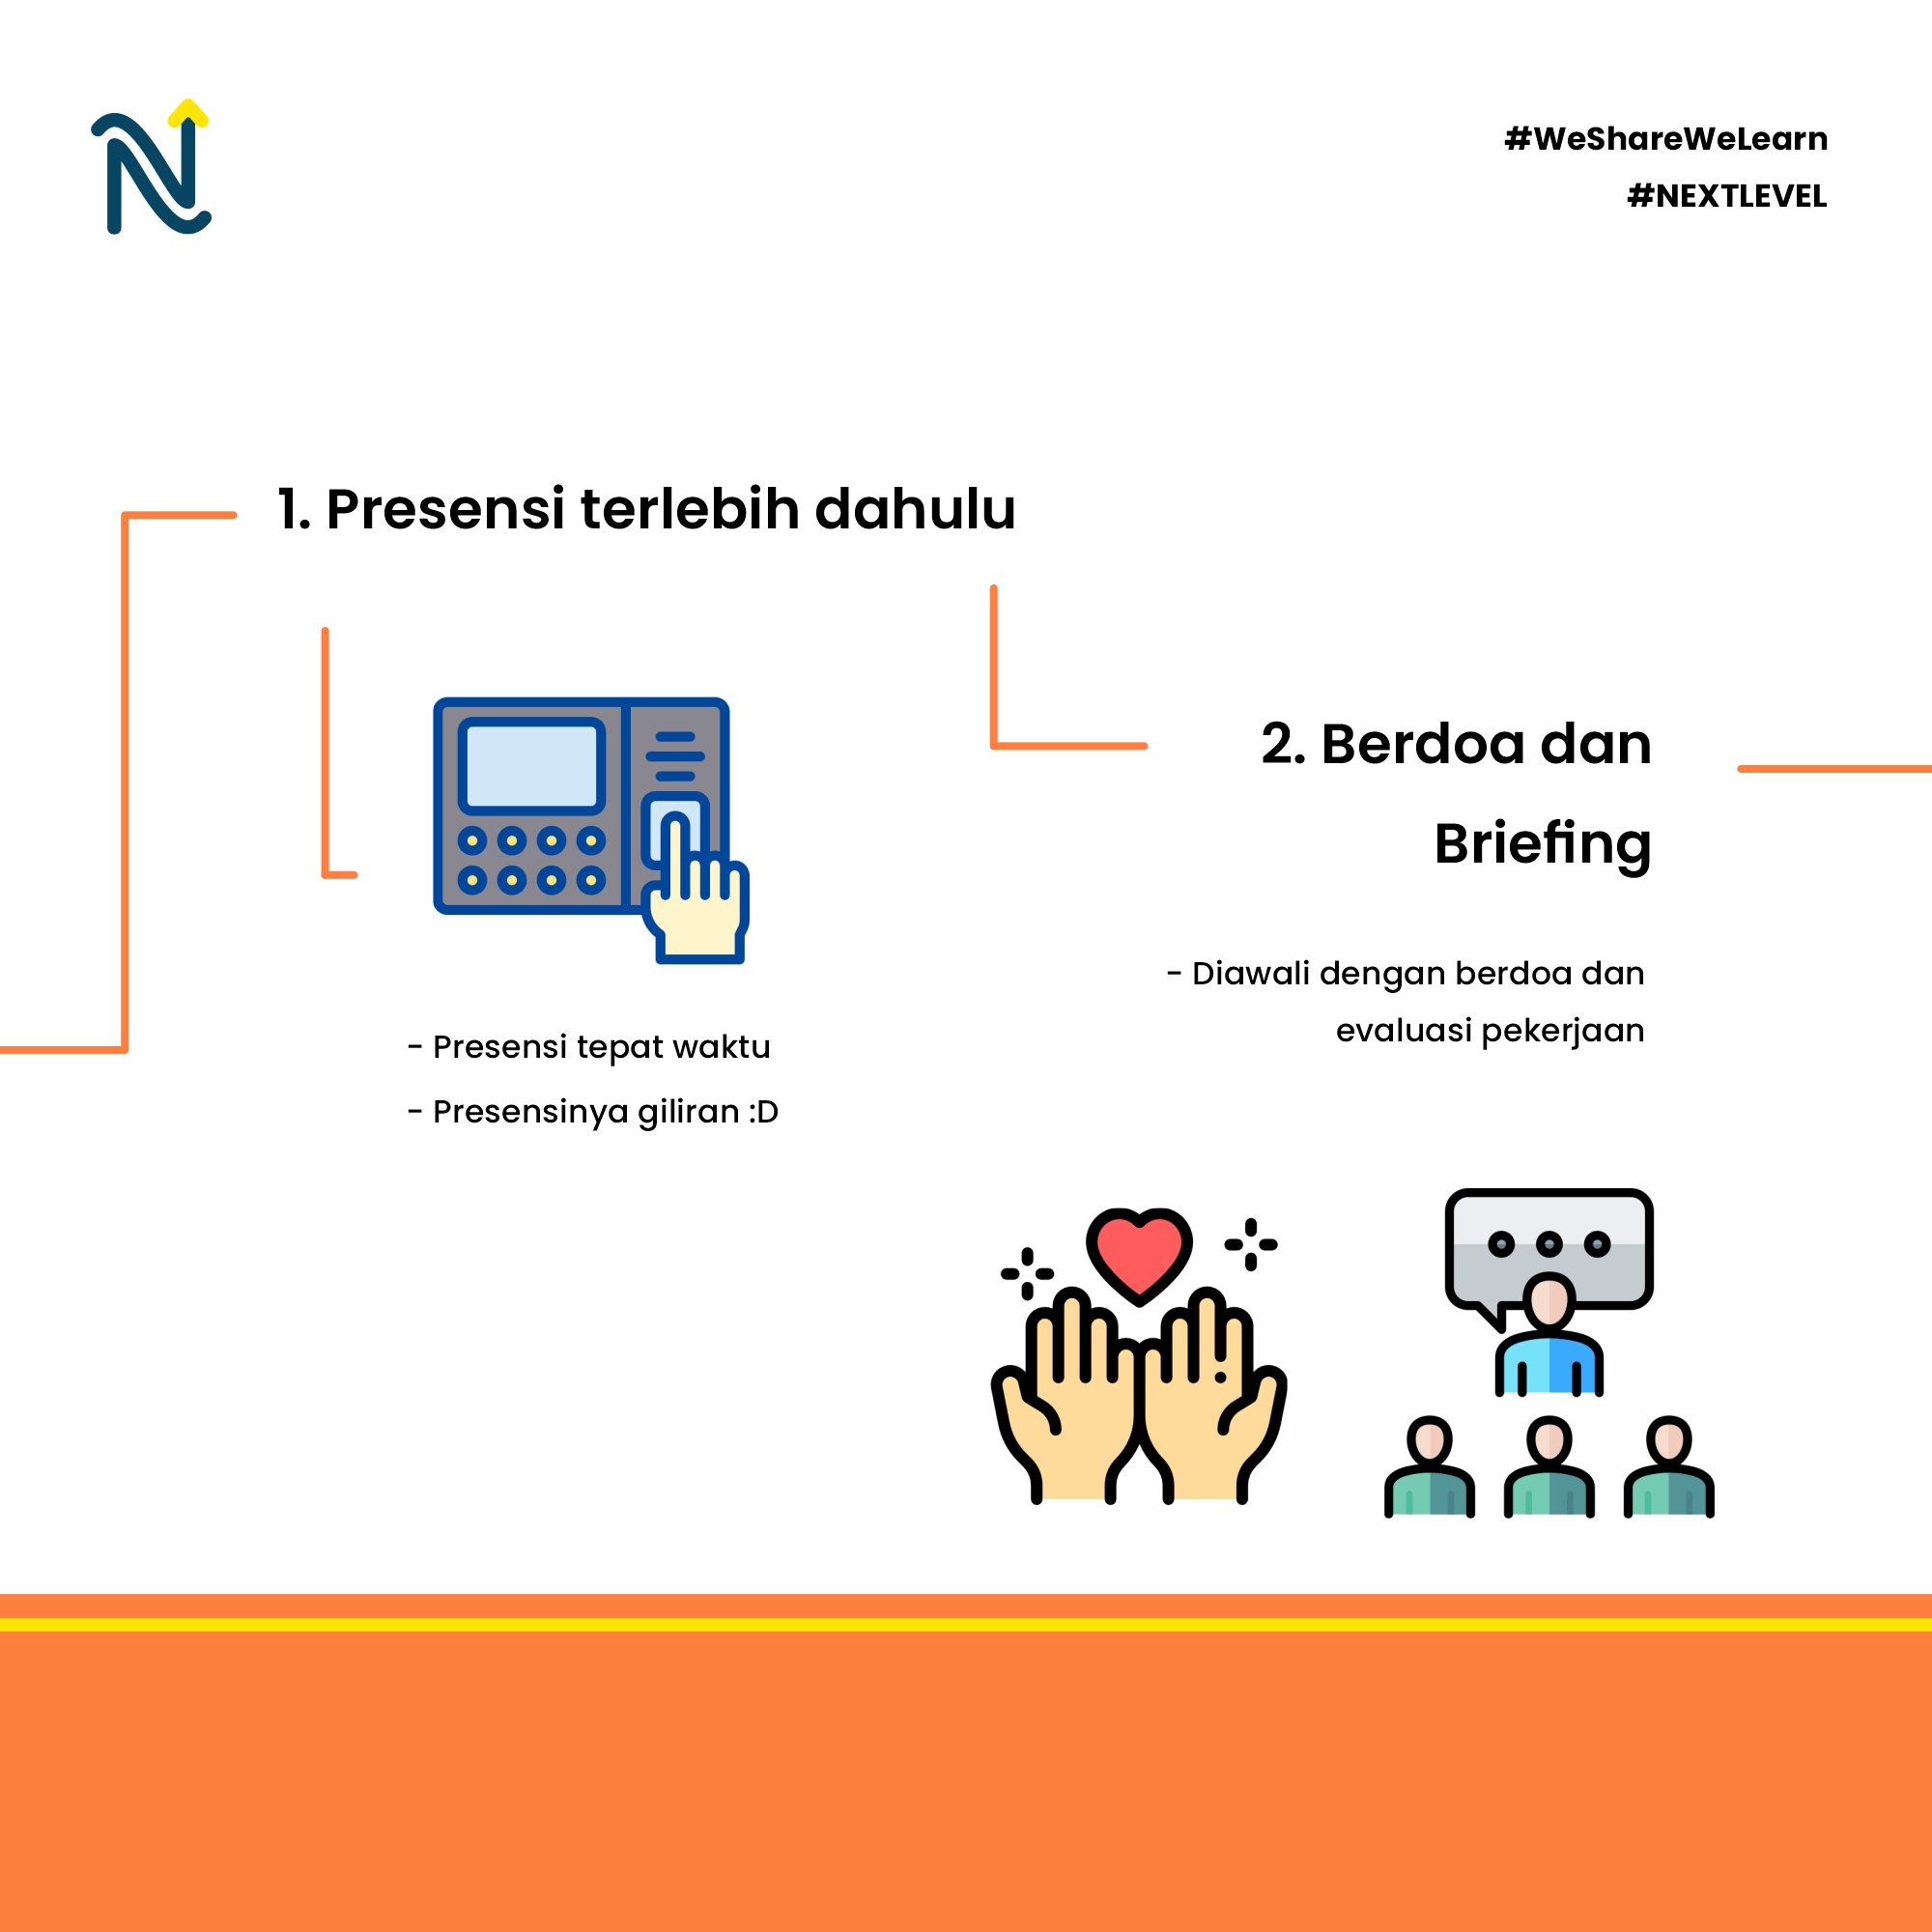 #WeShareWeLearn
#NEXTLEVEL
1. Presensi terlebih dahulu
- Presensi tepat waktu
- Presensinya giliran :D
2. Berdoa dan
Briefing
- Diawali dengan berdoa dan
evaluasi pekerjaan